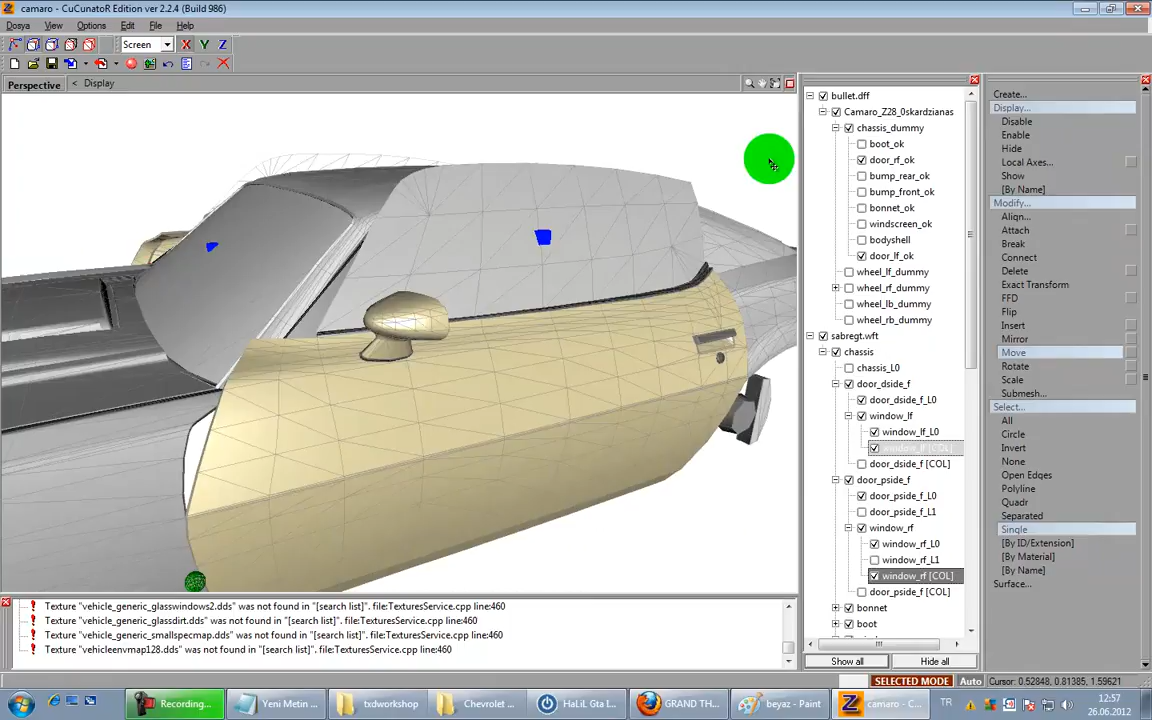 camaro - CuCunatoR Edition ver 2.2.4 (Build 986)
Dosya View Options Edit File Help
Screen X Y Z
Perspective < Display
bullet.dff
Camaro_Z28_0skardzianas
chassis_dummy
boot_ok
door_rf_ok
bump_rear_ok
bump_front_ok
bonnet_ok
windscreen_ok
bodyshell
door_lf_ok
wheel_lf_dummy
wheel_rf_dummy
wheel_lb_dummy
wheel_rb_dummy
sabregt.wft
chassis
chassis_L0
door_dside_f
door_dside_f_L0
window_lf
window_lf_L0
window_lf [COL]
door_dside_f [COL]
door_pside_f
door_pside_f_L0
door_pside_f_L1
window_rf
window_rf_L0
window_rf_L1
window_rf [COL]
door_pside_f [COL]
bonnet
boot
Show all Hide all
Create...
Display...
Disable
Enable
Hide
Local Axes...
Show
[By Name]
Modify...
Align...
Attach
Break
Connect
Delete
Exact Transform
FFD
Flip
Insert
Mirror
Move
Rotate
Scale
Submesh...
Select...
All
Circle
Invert
None
Open Edges
Polyline
Quadr
Separated
Single
[By ID/Extension]
[By Material]
[By Name]
Surface...
Texture "vehicle_generic_glasswindows2.dds" was not found in "[search list]". file:TexturesService.cpp line:460
Texture "vehicle_generic_glassdirt.dds" was not found in "[search list]". file:TexturesService.cpp line:460
Texture "vehicle_generic_smallspecmap.dds" was not found in "[search list]". file:TexturesService.cpp line:460
Texture "vehicleenvmap128.dds" was not found in "[search list]". file:TexturesService.cpp line:460
SELECTED MODE Auto Cursor: 0.52848, 0.81385, 1.59621
Recording... Yeni Metin ... txdworkshop Chevrolet ... HaLiL Gta I... GRAND TH... beyaz - Paint camaro - C... TR 12:57
26.06.2012